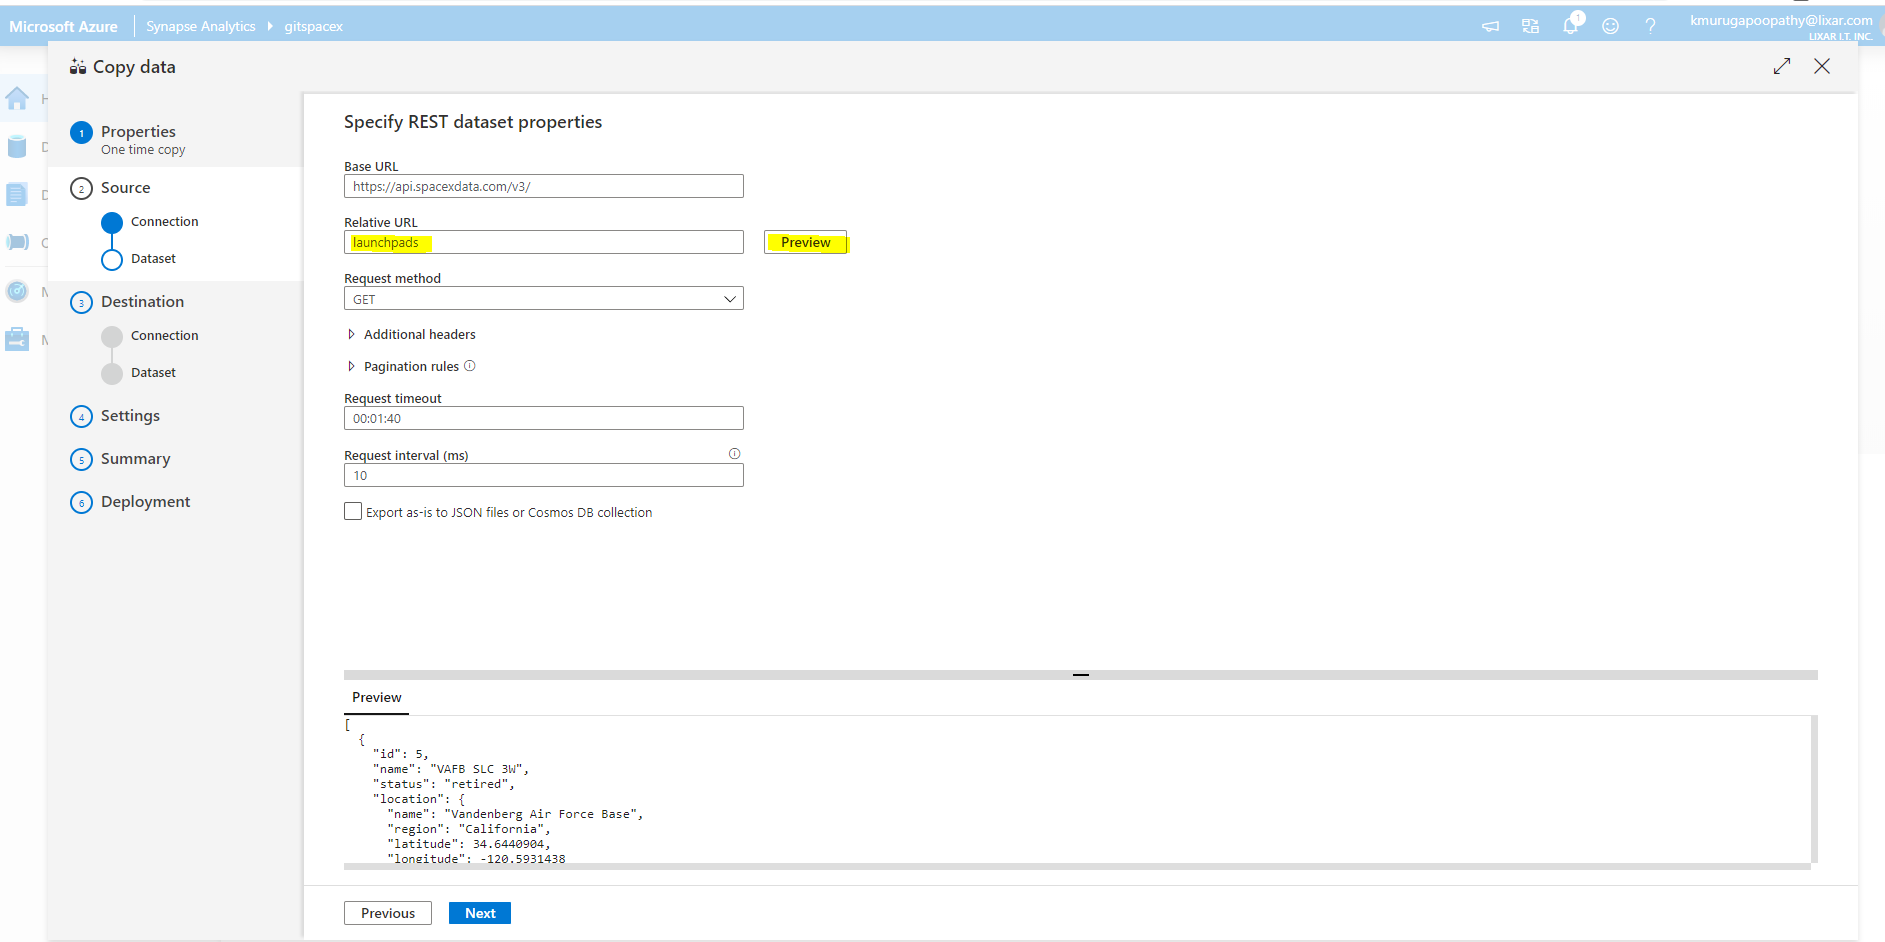 Microsoft Azure
Synapse Analytics
gitspacex
1
?
kmurugapoopathy@lixar.com
LIXAR I.T. INC.
Copy data
1
Properties
One time copy
2
Source
Connection
Dataset
3
Destination
Connection
Dataset
4
Settings
5
Summary
6
Deployment
Specify REST dataset properties
Base URL
https://api.spacexdata.com/v3/
Relative URL
launchpads
Preview
Request method
GET
Additional headers
Pagination rules
Request timeout
00:01:40
Request interval (ms)
10
Export as-is to JSON files or Cosmos DB collection
Preview
[
{
"id": 5,
"name": "VAFB SLC 3W",
"status": "retired",
"location": {
"name": "Vandenberg Air Force Base",
"region": "California",
"latitude": 34.6440904,
"longitude": -120.5931438
Previous
Next